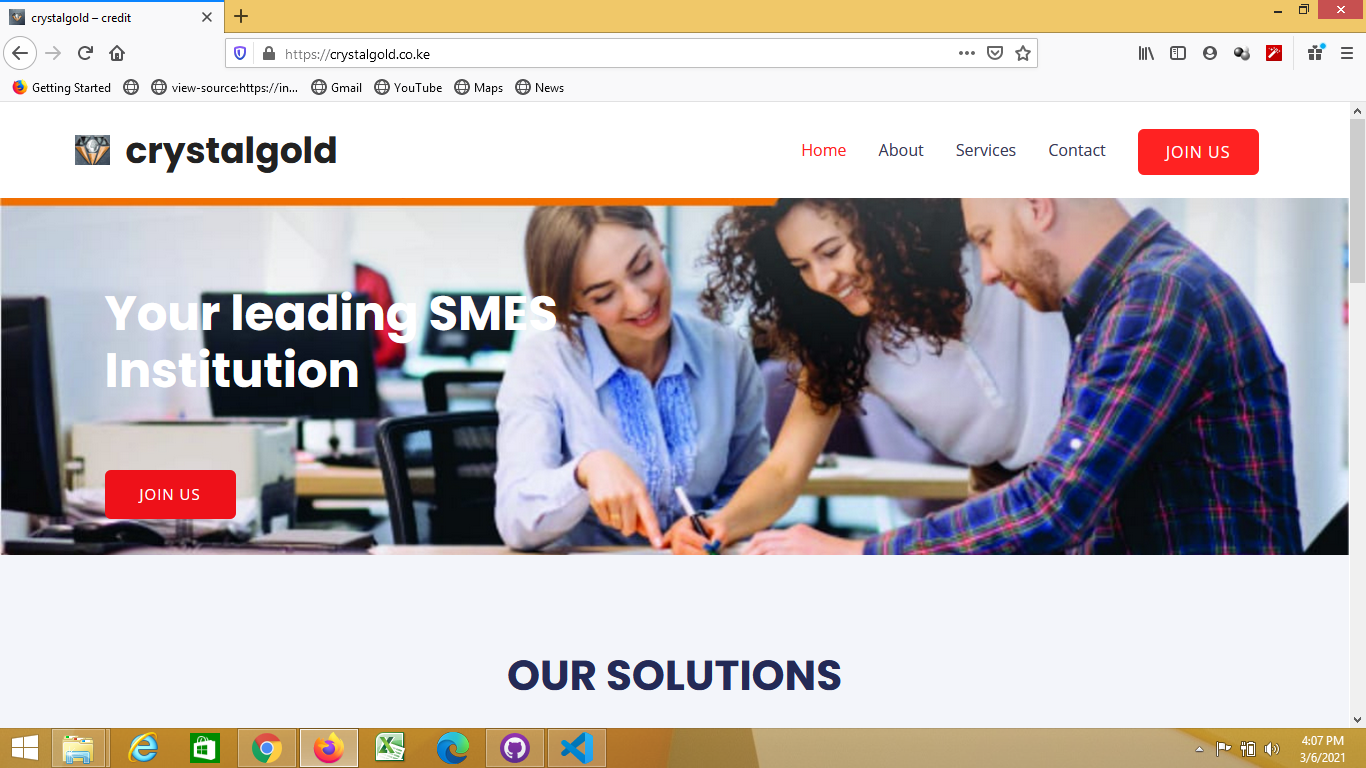 crystalgold – credit
https://crystalgold.co.ke
Getting Started
view-source:https://in...
Gmail
YouTube
Maps
News
crystalgold
Home
About
Services
Contact
JOIN US
Your leading SMES
Institution
JOIN US
OUR SOLUTIONS
4:07 PM
3/6/2021